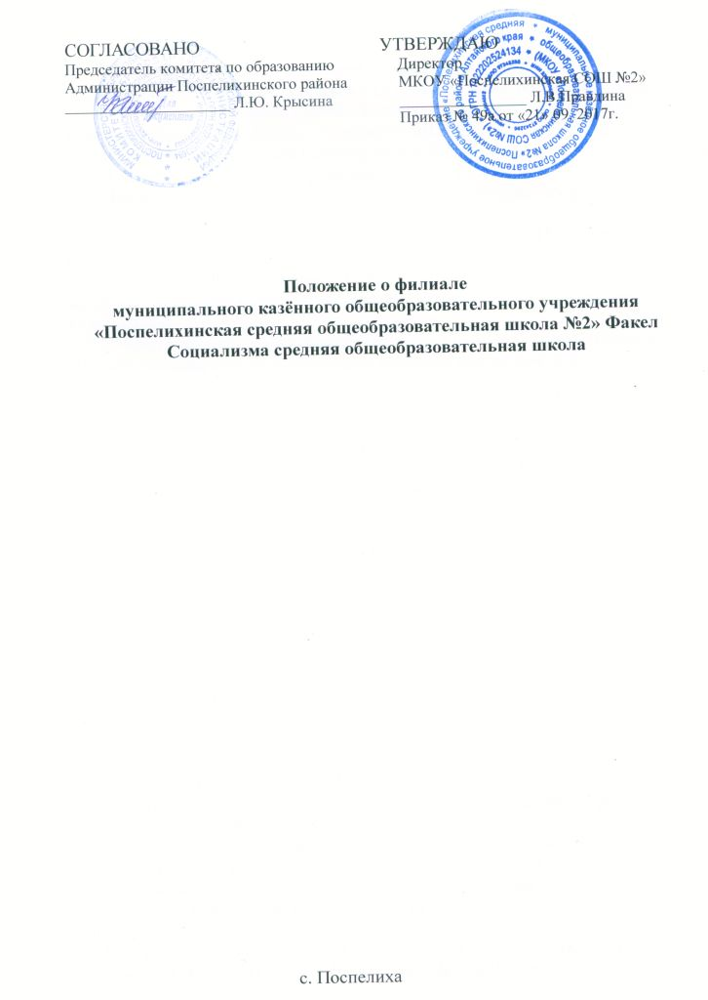 СОГЛАСОВАНО
Председатель комитета по образованию
Администрации Поспелихинского района
Л.Ю. Крысина
УТВЕРЖДАЮ
Директор
МКОУ «Поспелихинская СОШ №2»
Л.В.Правдина
Приказ № 49а от «21» 09. 2017г.
Положение о филиале
муниципального казённого общеобразовательного учреждения
«Поспелихинская средняя общеобразовательная школа №2» Факел
Социализма средняя общеобразовательная школа
с. Поспелиха